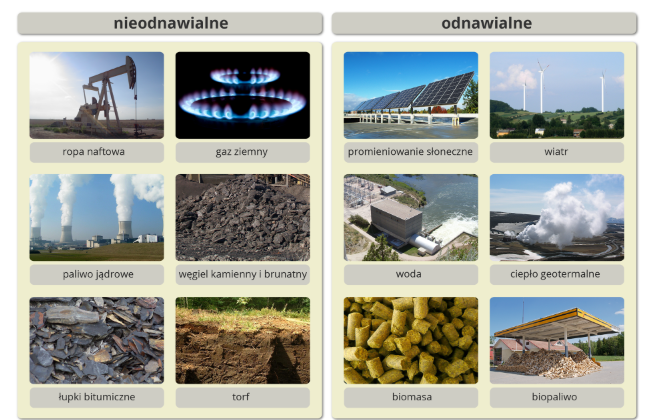 nieodnawialne
odnawialne
ropa naftowa
gaz ziemny
promieniowanie słoneczne
wiatr
paliwo jądrowe
węgiel kamienny i brunatny
woda
ciepło geotermalne
łupki bitumiczne
torf
biomasa
biopaliwo